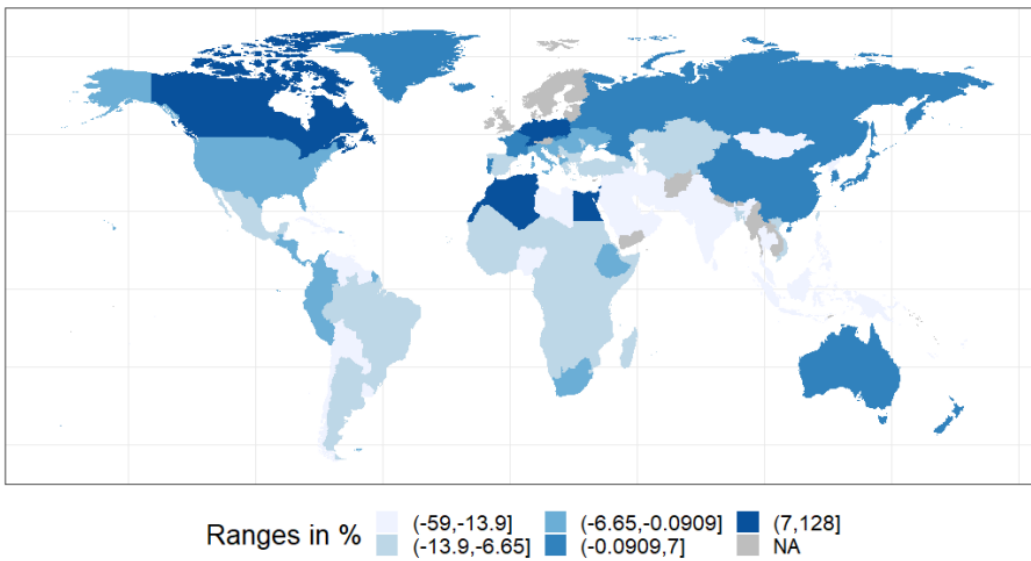 Ranges in %
(-59,-13.9] (-6.65,-0.0909] (7,128]
(-13.9,-6.65] (-0.0909,7] NA